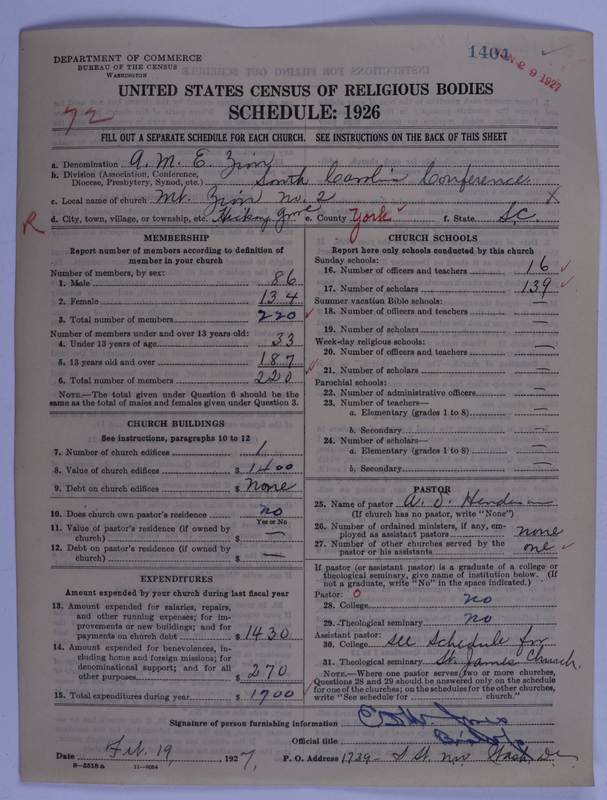 DEPARTMENT OF COMMERCE
BUREAU OF THE CENSUS
WASHINGTON
1404
JAN 29 1927
UNITED STATES CENSUS OF RELIGIOUS BODIES
SCHEDULE: 1926
72
FILL OUT A SEPARATE SCHEDULE FOR EACH CHURCH. SEE INSTRUCTIONS ON THE BACK OF THIS SHEET
a. Denomination A. M. E. Zion
b. Division (Association, Conference, Diocese, Presbytery, Synod, etc.) South Carolina Conference
c. Local name of church Mt. Zion no. 2 X
R
d. City, town, village, or township, etc. Hickory Grove e. County York f. State S.C.
MEMBERSHIP
Report number of members according to definition of member in your church
Number of members, by sex:
1. Male 86
2. Female 134
3. Total number of members 220
Number of members under and over 13 years old:
4. Under 13 years of age 33
5. 13 years old and over 187
6. Total number of members 220
NOTE.—The total given under Question 6 should be the same as the total of males and females given under Question 3.
CHURCH BUILDINGS
See instructions, paragraphs 10 to 12
7. Number of church edifices 1
8. Value of church edifices $ 1400
9. Debt on church edifices $ None
10. Does church own pastor's residence no
Yes or No
11. Value of pastor's residence (if owned by church) $ —
12. Debt on pastor's residence (if owned by church) $ —
EXPENDITURES
Amount expended by your church during last fiscal year
13. Amount expended for salaries, repairs, and other running expenses; for improvements or new buildings; and for payments on church debt $ 1430
14. Amount expended for benevolences, including home and foreign missions; for denominational support; and for all other purposes $ 270
15. Total expenditures during year $ 1700
CHURCH SCHOOLS
Report here only schools conducted by this church
Sunday schools:
16. Number of officers and teachers 16
17. Number of scholars 139
Summer vacation Bible schools:
18. Number of officers and teachers —
19. Number of scholars —
Week-day religious schools:
20. Number of officers and teachers —
21. Number of scholars —
Parochial schools:
22. Number of administrative officers —
23. Number of teachers—
a. Elementary (grades 1 to 8) —
b. Secondary —
24. Number of scholars—
a. Elementary (grades 1 to 8) —
b. Secondary —
PASTOR
25. Name of pastor A. D. Henderson
(If church has no pastor, write "None")
26. Number of ordained ministers, if any, employed as assistant pastors none
27. Number of other churches served by the pastor or his assistants one
If pastor (or assistant pastor) is a graduate of a college or theological seminary, give name of institution below. (If not a graduate, write "No" in the space indicated.)
Pastor: 0
28. College no
29. Theological seminary no
Assistant pastor:
30. College See Schedule for
31. Theological seminary St. James Church.
NOTE.—Where one pastor serves two or more churches, Questions 28 and 29 should be answered only on the schedule for one of the churches; on the schedules for the other churches, write "See schedule for church."
Signature of person furnishing information
Official title Bishop
Date Feb. 19, 1927, P. O. Address 1739- S St. NW Wash. DC
8-5518 a 11-9054